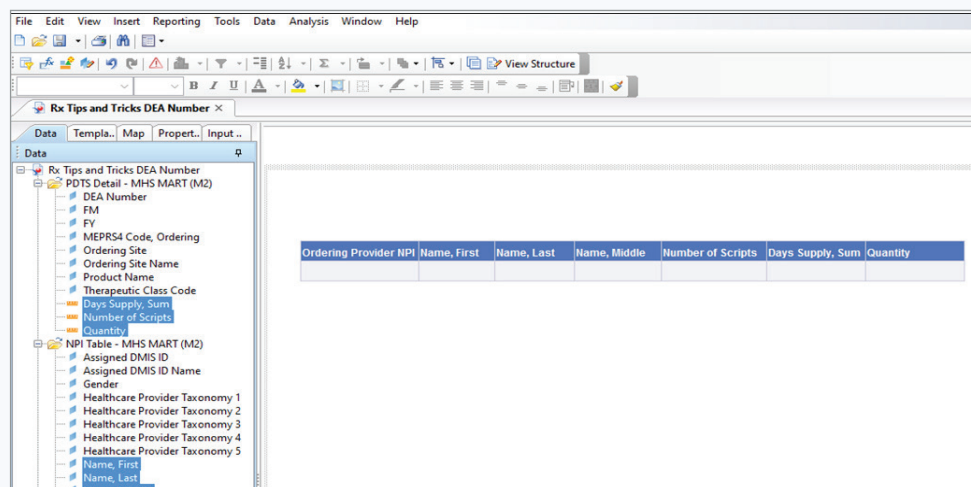 File Edit View Insert Reporting Tools Data Analysis Window Help
View Structure
B I U A
Rx Tips and Tricks DEA Number ×
Data Templa.. Map Propert.. Input ..
Data
Rx Tips and Tricks DEA Number
PDTS Detail - MHS MART (M2)
DEA Number
FM
FY
MEPRS4 Code, Ordering
Ordering Site
Ordering Site Name
Product Name
Therapeutic Class Code
Days Supply, Sum
Number of Scripts
Quantity
NPI Table - MHS MART (M2)
Assigned DMIS ID
Assigned DMIS ID Name
Gender
Healthcare Provider Taxonomy 1
Healthcare Provider Taxonomy 2
Healthcare Provider Taxonomy 3
Healthcare Provider Taxonomy 4
Healthcare Provider Taxonomy 5
Name, First
Name, Last
Ordering Provider NPI Name, First Name, Last Name, Middle Number of Scripts Days Supply, Sum Quantity